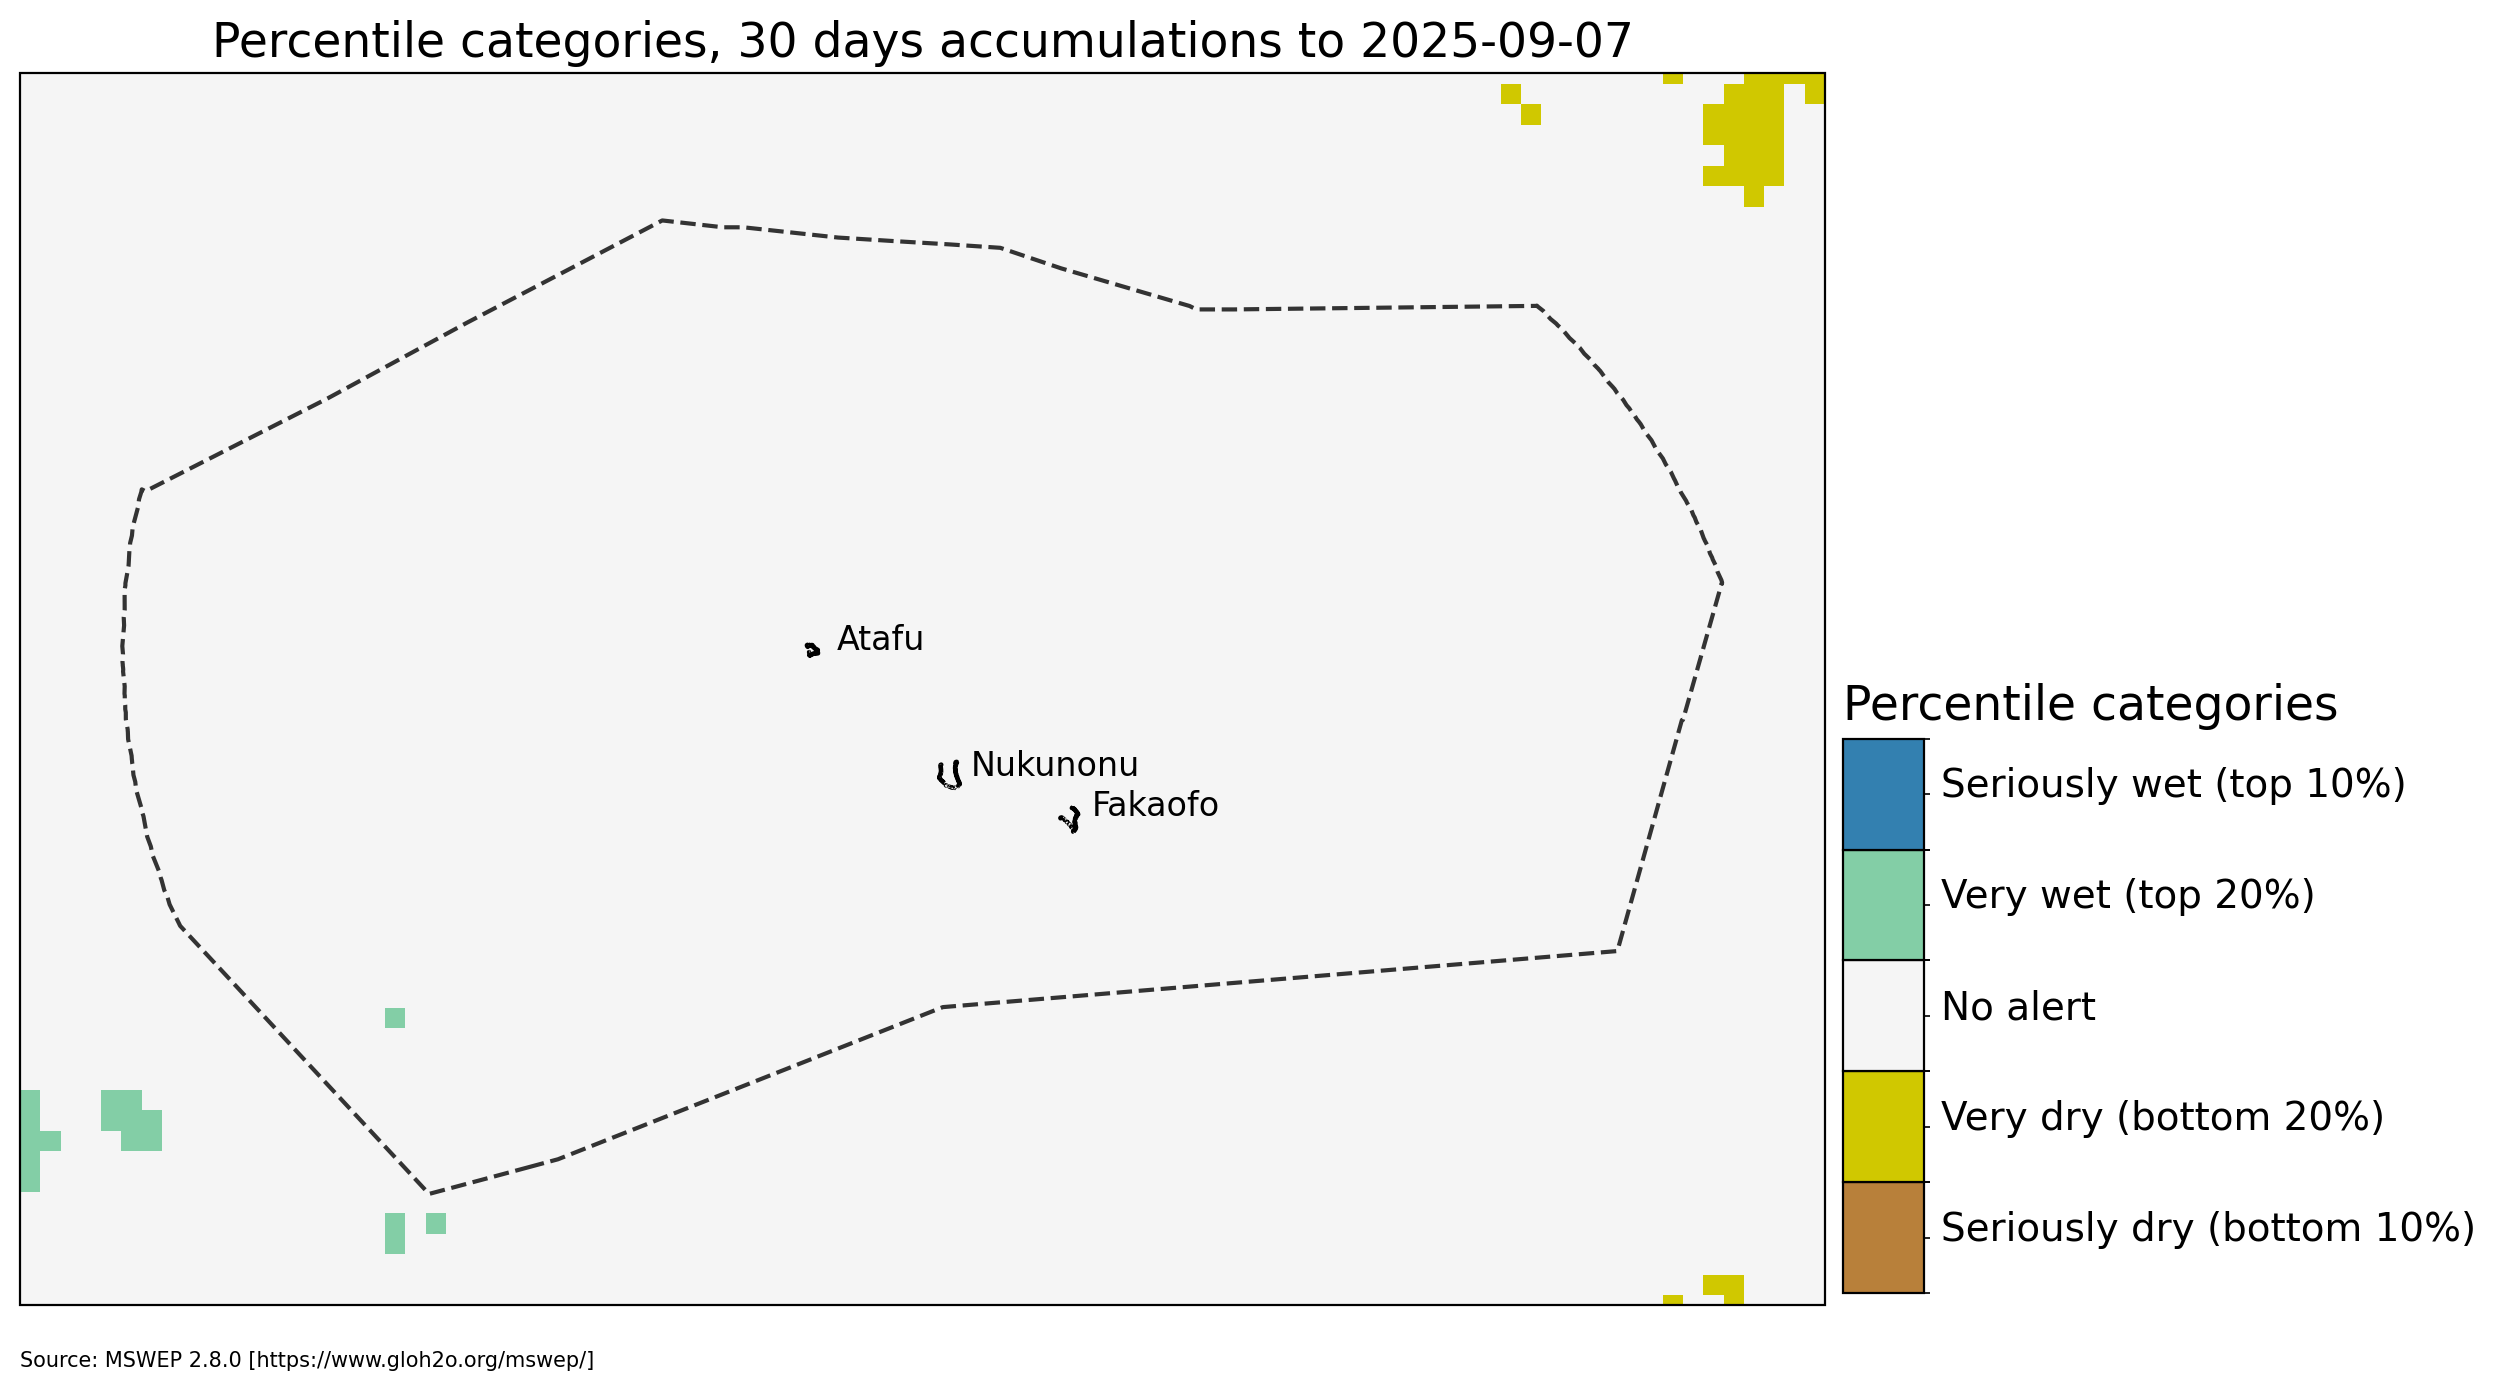 Percentile categories, 30 days accumulations to 2025-09-07
Atafu
Nukunonu
Fakaofo
Percentile categories
Seriously wet (top 10%)
Very wet (top 20%)
No alert
Very dry (bottom 20%)
Seriously dry (bottom 10%)
Source: MSWEP 2.8.0 [https://www.gloh2o.org/mswep/]